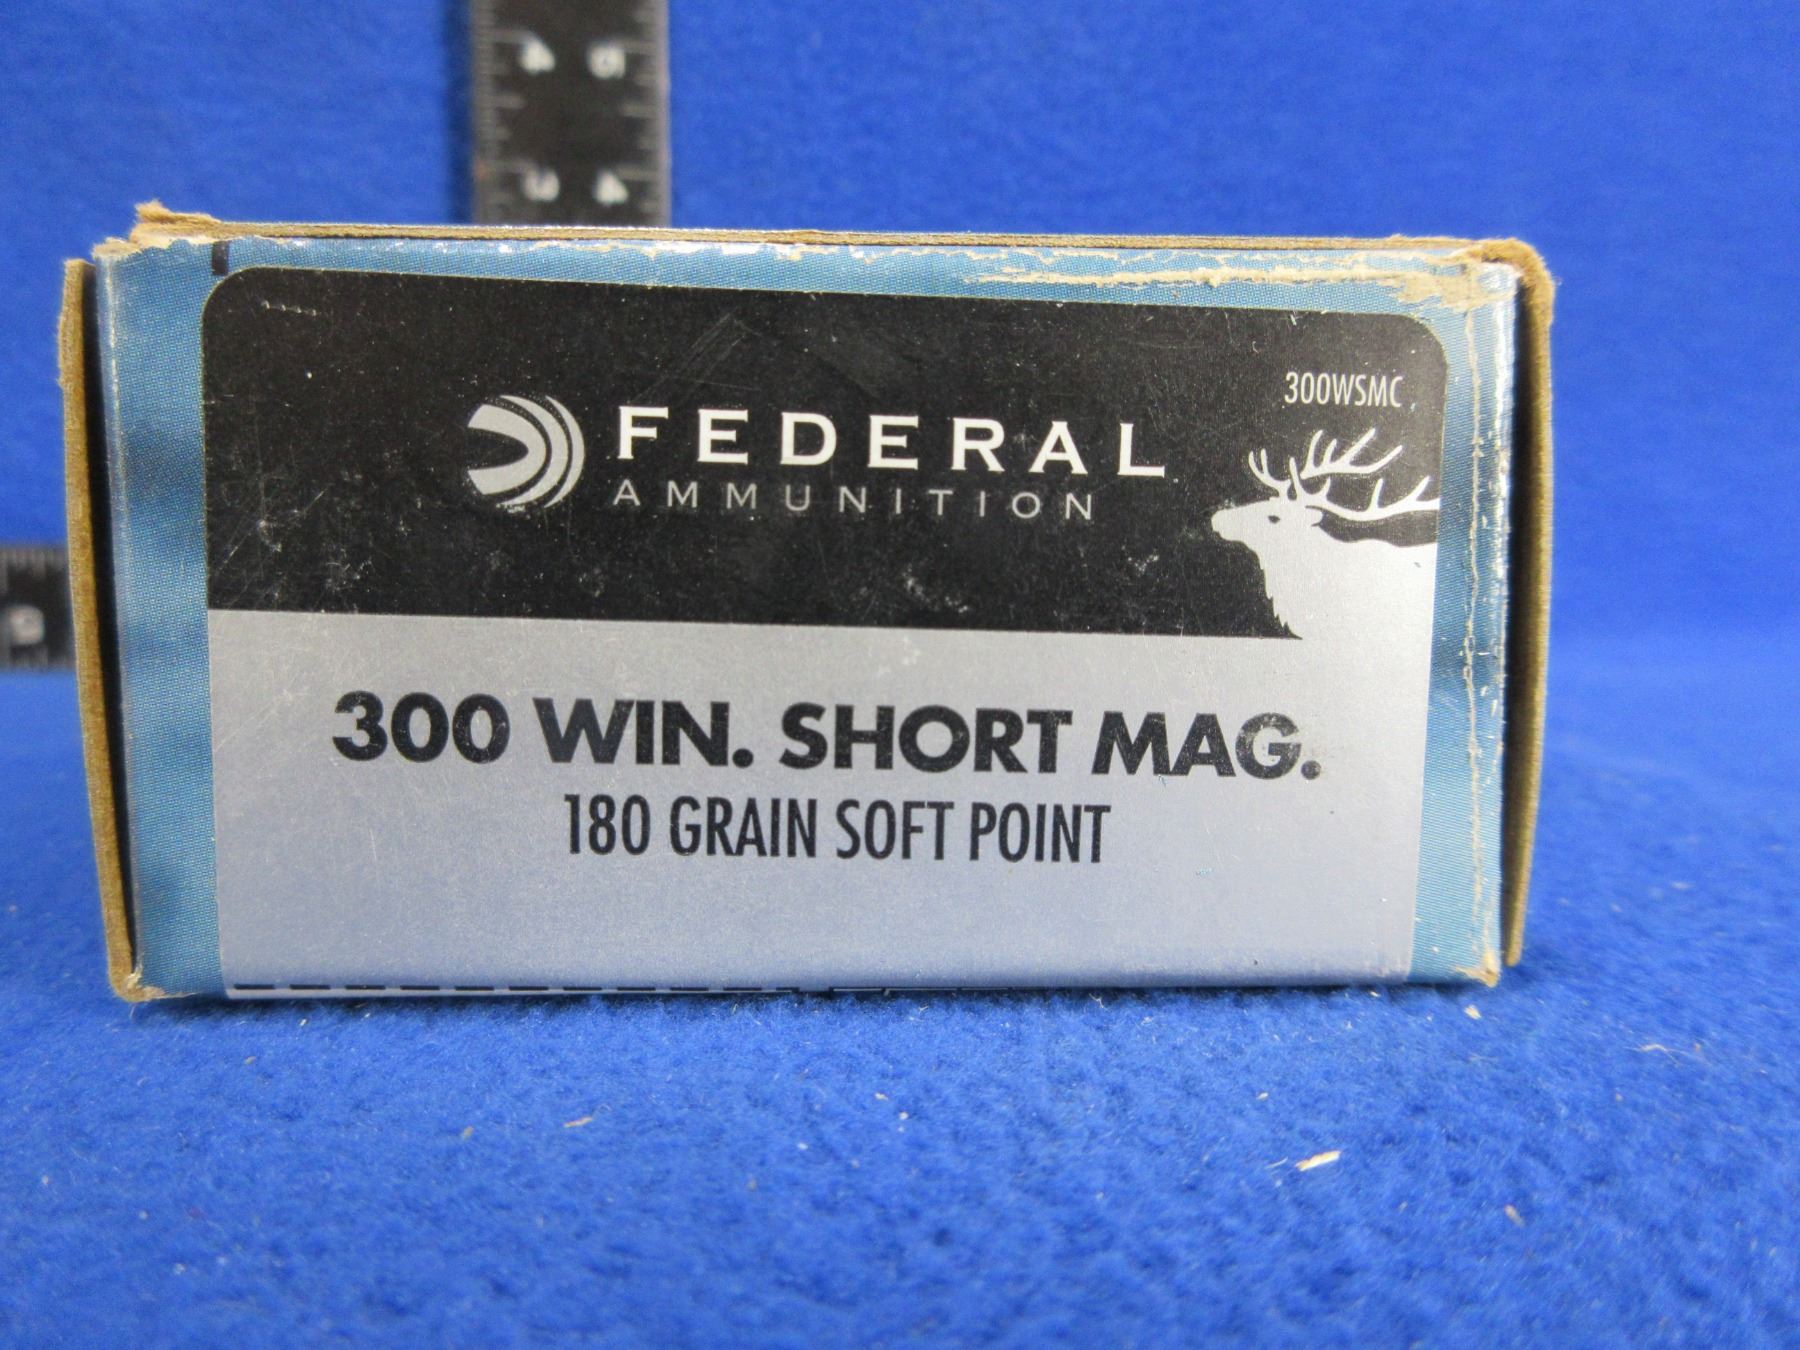 300WSMC
FEDERAL
AMMUNITION
300 WIN. SHORT MAG.
180 GRAIN SOFT POINT